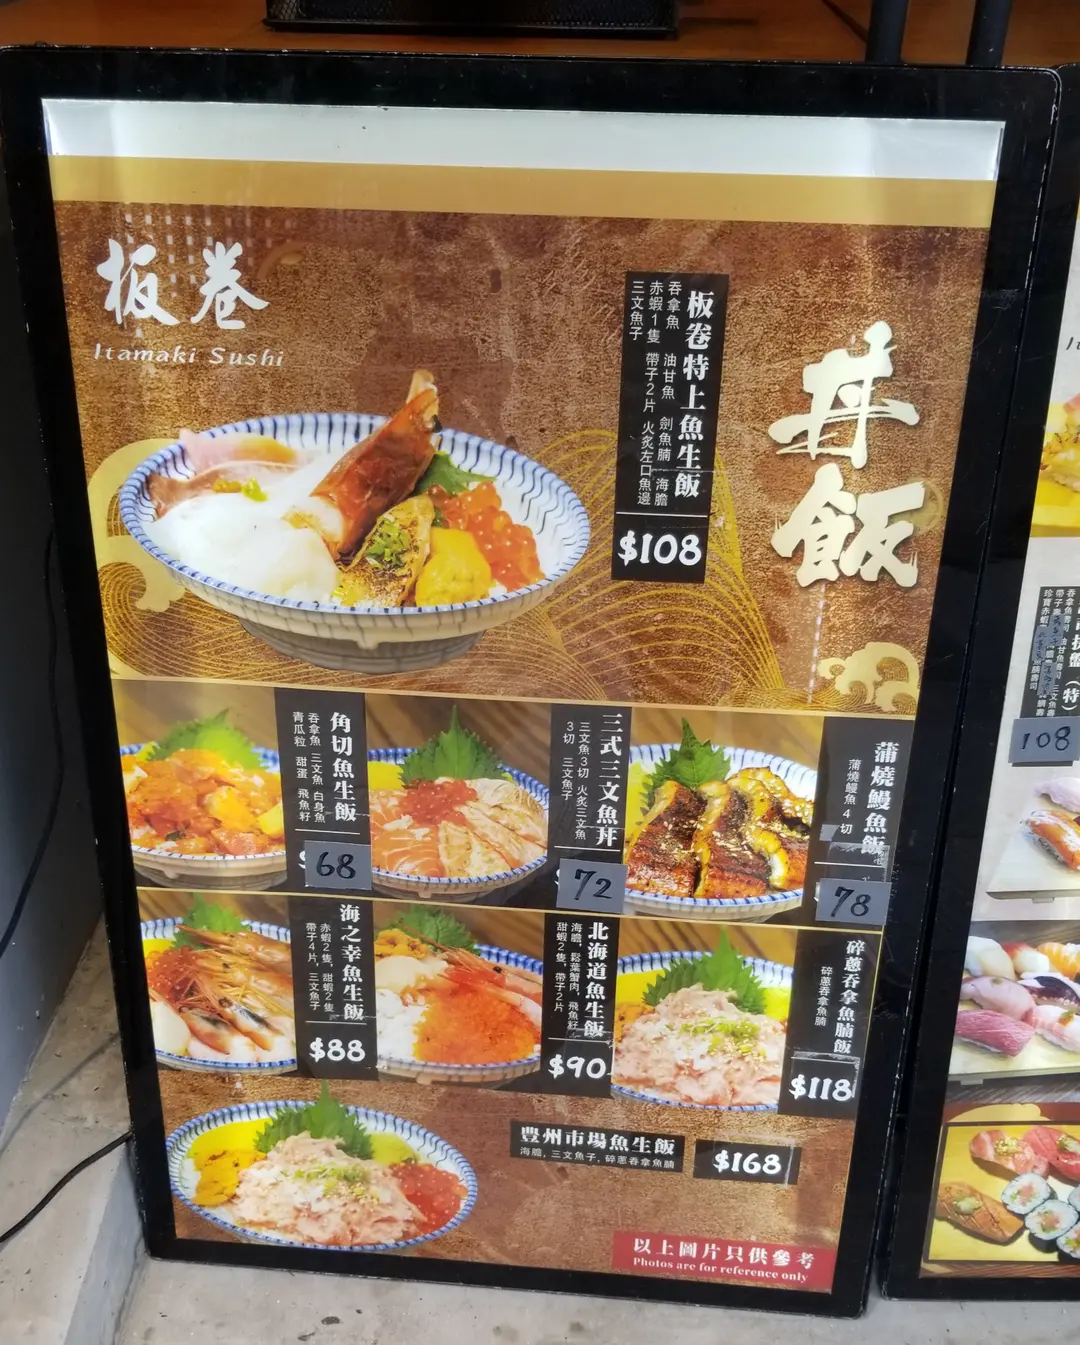 板卷
Itamaki Sushi
丼飯
板卷特上魚生飯
吞拿魚 油甘魚 劍魚腩 海膽
赤蝦1隻 帶子2片 火炙左口魚邊
三文魚子
$108
角切魚生飯
吞拿魚 三文魚 白身魚
青瓜粒 甜蛋 飛魚籽
68
三式三文魚丼
三文魚3切 火炙三文魚
3切 三文魚子
72
蒲燒鰻魚飯
蒲燒鰻魚4切
78
海之幸魚生飯
赤蝦2隻, 甜蝦2隻
帶子4片, 三文魚子
$88
北海道魚生飯
海膽, 鬆葉蟹肉, 飛魚籽
甜蝦2隻, 帶子2片
$90
碎蔥吞拿魚腩飯
碎蔥吞拿魚腩
$118
豐州市場魚生飯
海膽, 三文魚子, 碎蔥吞拿魚腩
$168
以上圖片只供參考
Photos are for reference only
108